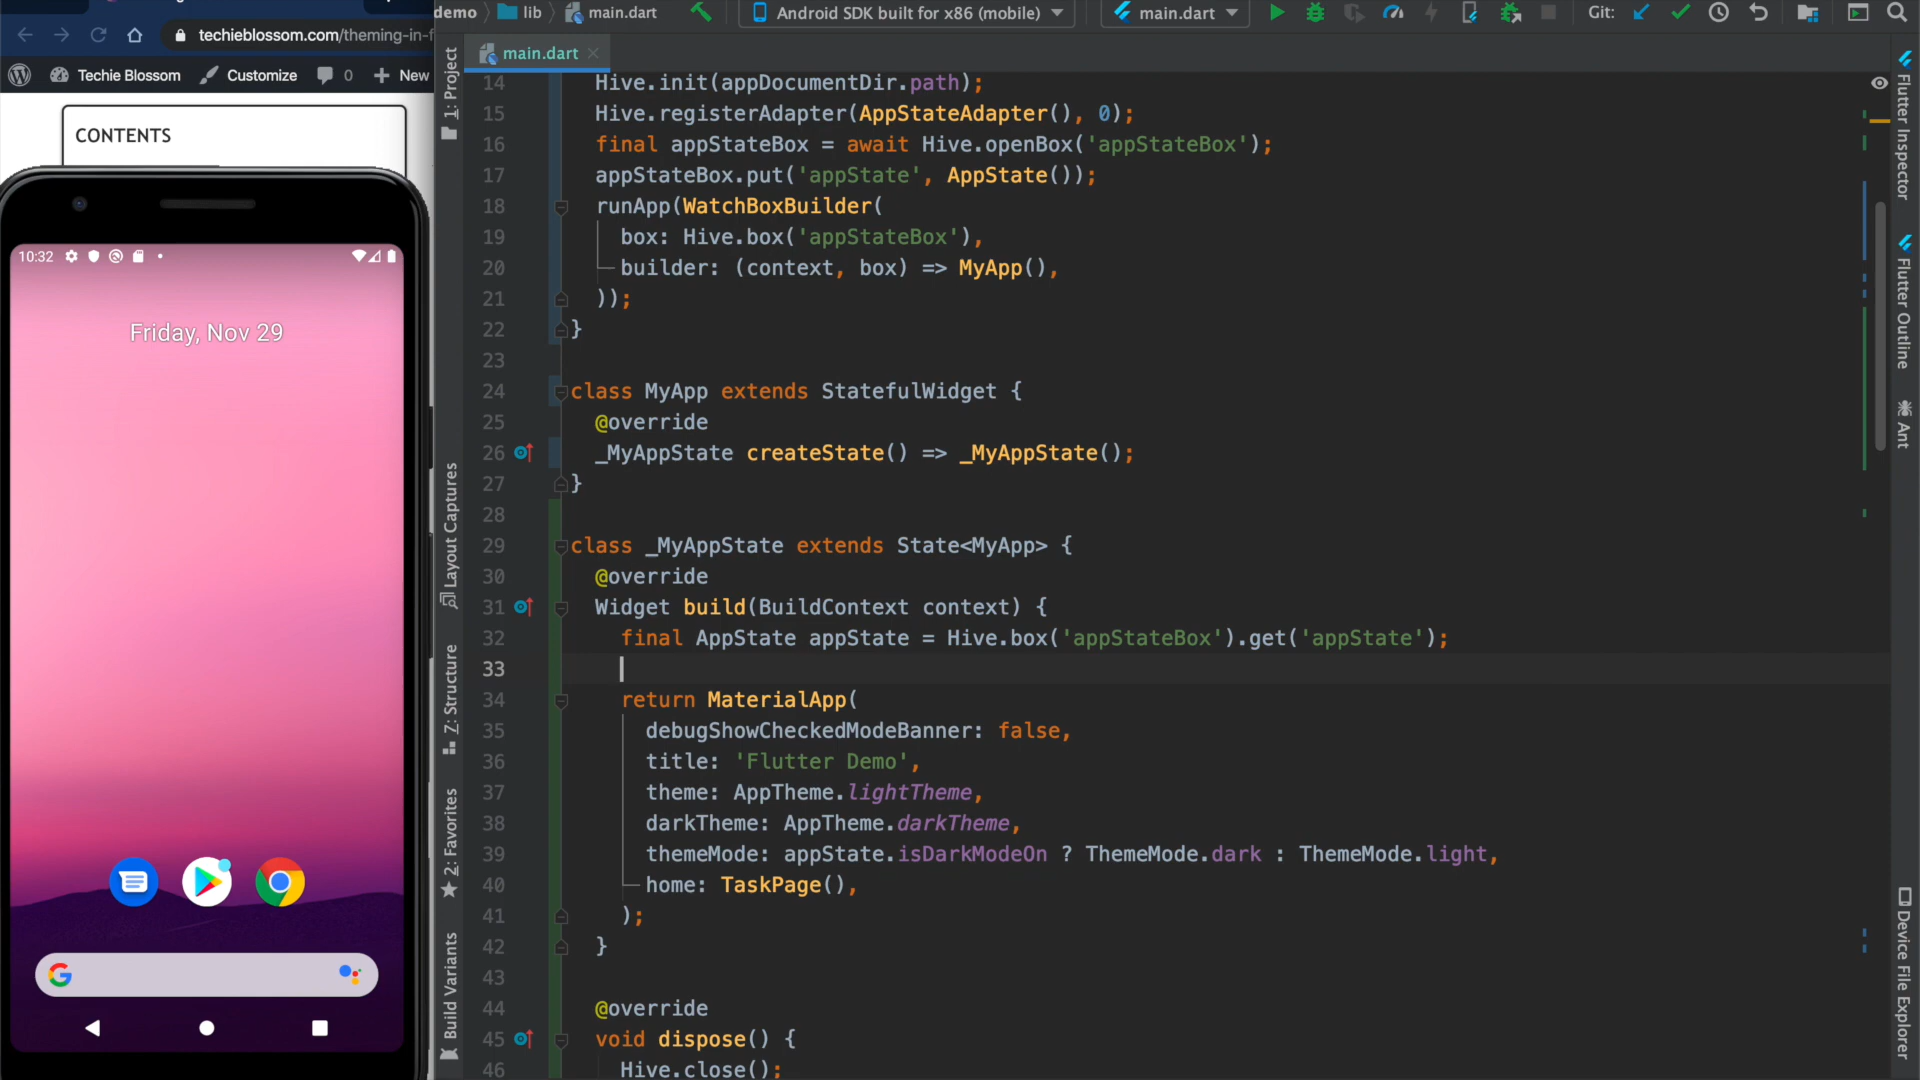 techieblossom.com/theming-in-f
Techie Blossom
Customize
0
New
CONTENTS
10:32
Friday, Nov 29
demo
lib
main.dart
Android SDK built for x86 (mobile)
main.dart
Git:
main.dart
1: Project
Layout Captures
Z: Structure
2: Favorites
Build Variants
14 Hive.init(appDocumentDir.path);
15 Hive.registerAdapter(AppStateAdapter(), 0);
16 final appStateBox = await Hive.openBox('appStateBox');
17 appStateBox.put('appState', AppState());
18 runApp(WatchBoxBuilder(
19 box: Hive.box('appStateBox'),
20 builder: (context, box) => MyApp(),
21 ));
22 }
23
24 class MyApp extends StatefulWidget {
25 @override
26 _MyAppState createState() => _MyAppState();
27 }
28
29 class _MyAppState extends State<MyApp> {
30 @override
31 Widget build(BuildContext context) {
32 final AppState appState = Hive.box('appStateBox').get('appState');
33
34 return MaterialApp(
35 debugShowCheckedModeBanner: false,
36 title: 'Flutter Demo',
37 theme: AppTheme.lightTheme,
38 darkTheme: AppTheme.darkTheme,
39 themeMode: appState.isDarkModeOn ? ThemeMode.dark : ThemeMode.light,
40 home: TaskPage(),
41 );
42 }
43
44 @override
45 void dispose() {
46 Hive.close();
Flutter Inspector
Flutter Outline
Ant
Device File Explorer